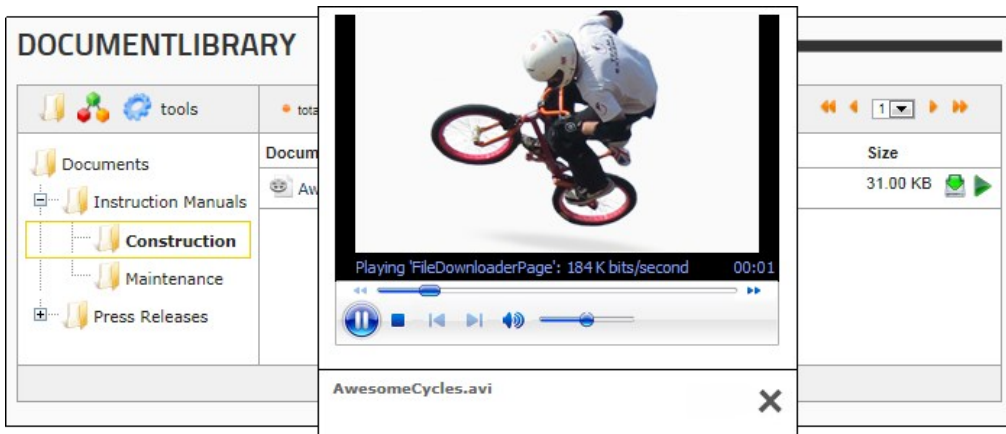 DOCUMENTLIBRARY
tools
1
Size
Documents
31.00 KB
Instruction Manuals
Construction
Maintenance
Press Releases
Playing 'FileDownloaderPage': 184 K bits/second 00:01
AwesomeCycles.avi